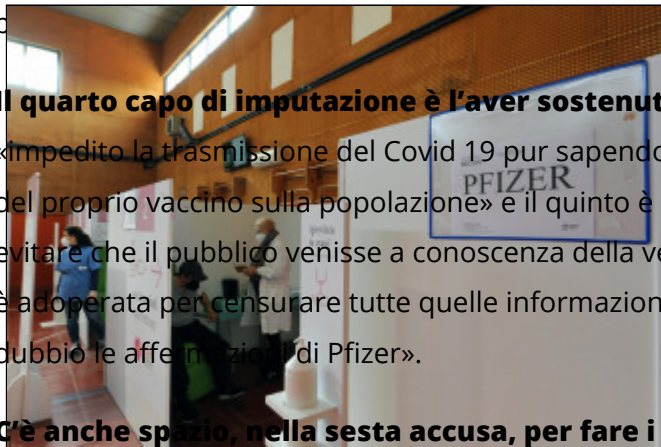 Il quarto capo di imputazione è l’aver sostenut
«impedito la trasmissione del Covid 19 pur sapendo
PFIZER
del proprio vaccino sulla popolazione» e il quinto è
evitare che il pubblico venisse a conoscenza della ve
è adoperata per censurare tutte quelle informazion
dubbio le affermazioni di Pfizer».
C’è anche spazio, nella sesta accusa, per fare i